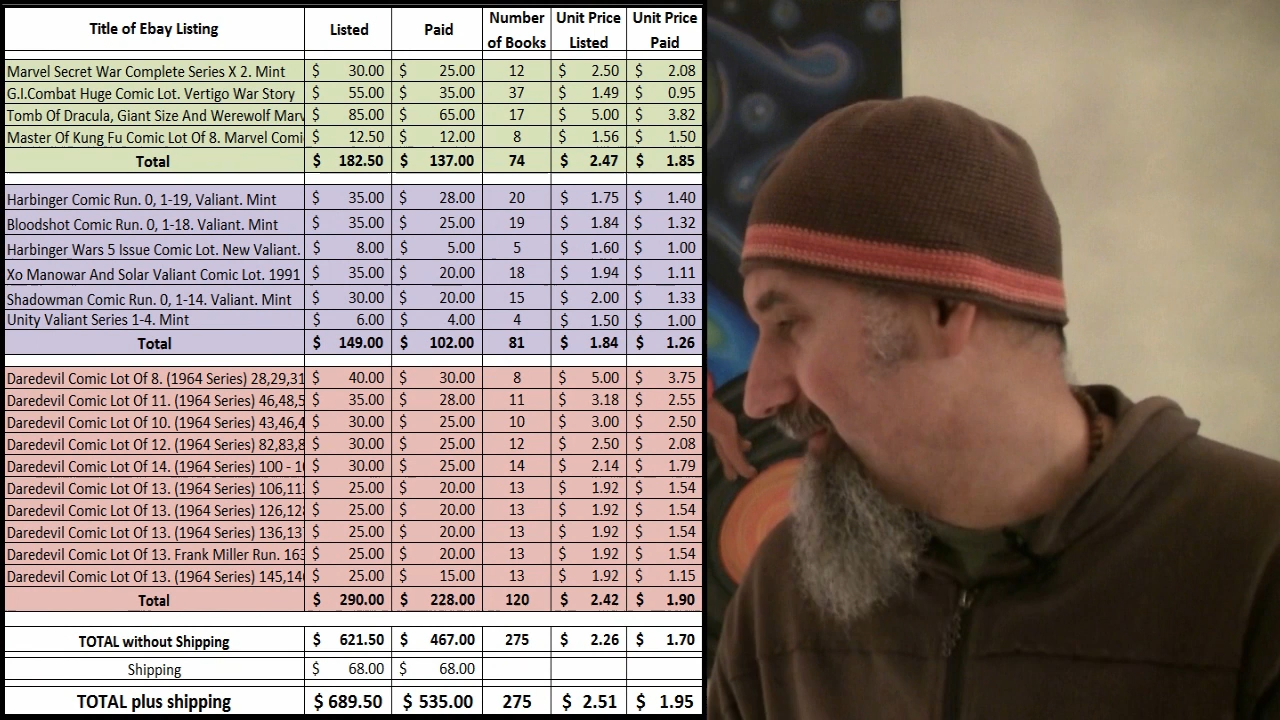 Title of Ebay Listing Listed Paid Number of Books Unit Price Listed Unit Price Paid
Marvel Secret War Complete Series X 2. Mint $ 30.00 $ 25.00 12 $ 2.50 $ 2.08
G.I.Combat Huge Comic Lot. Vertigo War Story $ 55.00 $ 35.00 37 $ 1.49 $ 0.95
Tomb Of Dracula, Giant Size And Werewolf Marv $ 85.00 $ 65.00 17 $ 5.00 $ 3.82
Master Of Kung Fu Comic Lot Of 8. Marvel Comi $ 12.50 $ 12.00 8 $ 1.56 $ 1.50
Total $ 182.50 $ 137.00 74 $ 2.47 $ 1.85
Harbinger Comic Run. 0, 1-19, Valiant. Mint $ 35.00 $ 28.00 20 $ 1.75 $ 1.40
Bloodshot Comic Run. 0, 1-18. Valiant. Mint $ 35.00 $ 25.00 19 $ 1.84 $ 1.32
Harbinger Wars 5 Issue Comic Lot. New Valiant. $ 8.00 $ 5.00 5 $ 1.60 $ 1.00
Xo Manowar And Solar Valiant Comic Lot. 1991 $ 35.00 $ 20.00 18 $ 1.94 $ 1.11
Shadowman Comic Run. 0, 1-14. Valiant. Mint $ 30.00 $ 20.00 15 $ 2.00 $ 1.33
Unity Valiant Series 1-4. Mint $ 6.00 $ 4.00 4 $ 1.50 $ 1.00
Total $ 149.00 $ 102.00 81 $ 1.84 $ 1.26
Daredevil Comic Lot Of 8. (1964 Series) 28,29,31 $ 40.00 $ 30.00 8 $ 5.00 $ 3.75
Daredevil Comic Lot Of 11. (1964 Series) 46,48,5 $ 35.00 $ 28.00 11 $ 3.18 $ 2.55
Daredevil Comic Lot Of 10. (1964 Series) 43,46,4 $ 30.00 $ 25.00 10 $ 3.00 $ 2.50
Daredevil Comic Lot Of 12. (1964 Series) 82,83,8 $ 30.00 $ 25.00 12 $ 2.50 $ 2.08
Daredevil Comic Lot Of 14. (1964 Series) 100 - 10 $ 30.00 $ 25.00 14 $ 2.14 $ 1.79
Daredevil Comic Lot Of 13. (1964 Series) 106,11 $ 25.00 $ 20.00 13 $ 1.92 $ 1.54
Daredevil Comic Lot Of 13. (1964 Series) 126,12 $ 25.00 $ 20.00 13 $ 1.92 $ 1.54
Daredevil Comic Lot Of 13. (1964 Series) 136,13 $ 25.00 $ 20.00 13 $ 1.92 $ 1.54
Daredevil Comic Lot Of 13. Frank Miller Run. 163 $ 25.00 $ 20.00 13 $ 1.92 $ 1.54
Daredevil Comic Lot Of 13. (1964 Series) 145,146 $ 25.00 $ 15.00 13 $ 1.92 $ 1.15
Total $ 290.00 $ 228.00 120 $ 2.42 $ 1.90
TOTAL without Shipping $ 621.50 $ 467.00 275 $ 2.26 $ 1.70
Shipping $ 68.00 $ 68.00
TOTAL plus shipping $ 689.50 $ 535.00 275 $ 2.51 $ 1.95